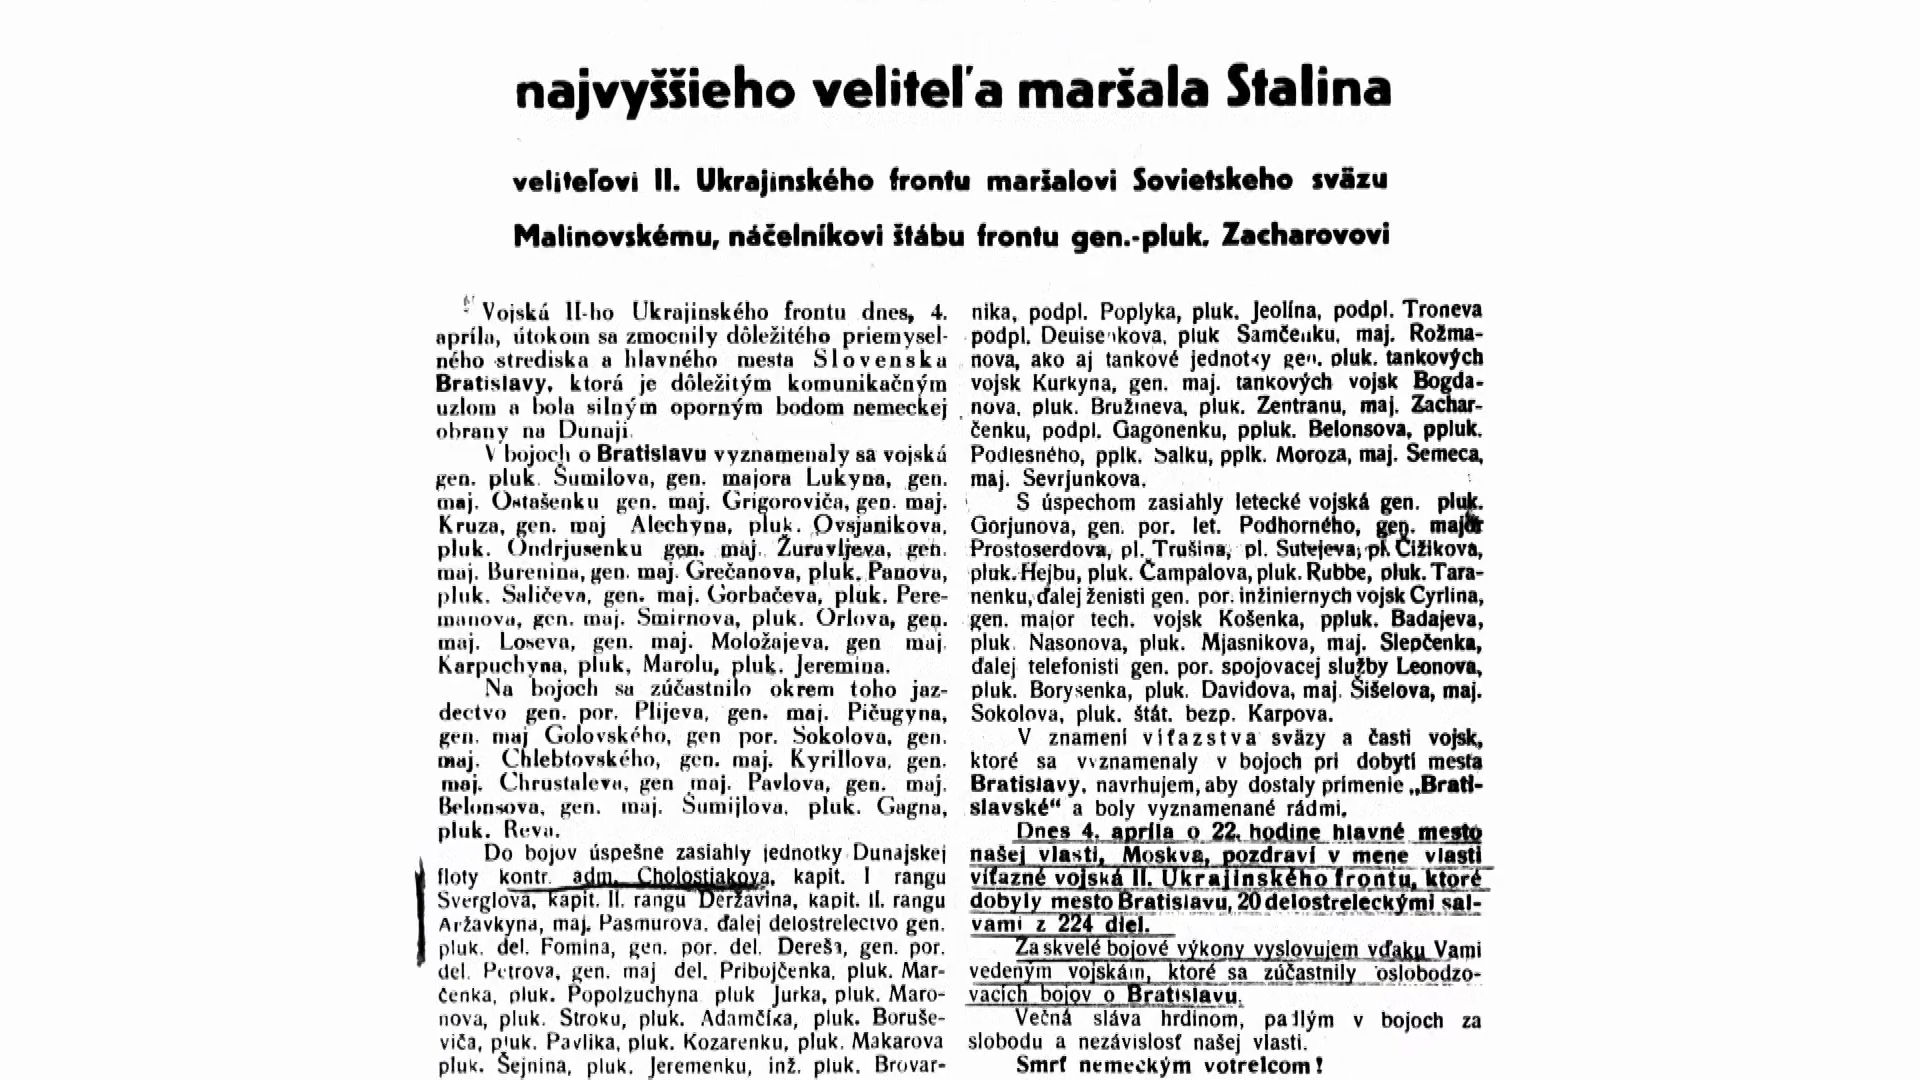 najvyššieho veliteľa maršala Stalina
veliteľovi II. Ukrajinského frontu maršalovi Sovietskeho sväzu
Malinovskému, náčelníkovi štábu frontu gen.-pluk. Zacharovovi
Vojská II-ho Ukrajinského frontu dnes, 4.
apríla, útokom sa zmocnily dôležitého priemysel-
ného strediska a hlavného mesta Slovenska
Bratislavy, ktorá je dôležitým komunikačným
uzlom a bola silným oporným bodom nemeckej
obrany na Dunaji.
V bojoch o Bratislavu vyznamenaly sa vojská
gen. pluk. Šumilova, gen. majora Lukyna, gen.
maj. Ostašenku gen. maj. Grigoroviča, gen. maj.
Kruza, gen. maj Alechyna, pluk. Ovsjanikova,
pluk. Ondrjusenku gen. maj. Žuravljeva, gen.
maj. Burenina, gen. maj. Grečanova, pluk. Panova,
pluk. Saličeva, gen. maj. Gorbačeva, pluk. Pere-
manova, gen. maj. Smirnova, pluk. Orlova, gen.
maj. Loseva, gen. maj. Moložajeva, gen maj.
Karpuchyna, pluk. Marolu, pluk. Jeremina.
Na bojoch sa zúčastnilo okrem toho jaz-
dectvo gen. por. Plijeva, gen. maj. Pičugyna,
gen. maj Golovského, gen por. Sokolova, gen.
maj. Chlebtovského, gen. maj. Kyrillova, gen.
maj. Chrustaleva, gen maj. Pavlova, gen. maj.
Belonsova, gen. maj. Šumijlova, pluk. Gagna,
pluk. Reva.
Do bojov úspešne zasiahly jednotky Dunajskej
floty kontr. adm. Cholostiakova, kapit. I rangu
Sverglova, kapit. II. rangu Deržavina, kapit. II. rangu
Aržavkyna, maj. Pasmurova. ďalej delostrelectvo gen.
pluk. del. Fomina, gen. por. del. Dereša, gen. por.
del. Petrova, gen. maj del. Pribojčenka, pluk. Mar-
čenka, pluk. Popolzuchyna pluk Jurka, pluk. Maro-
nova, pluk. Stroku, pluk. Adamčíka, pluk. Boruše-
viča, pluk. Pavlika, pluk. Kozarenku, pluk. Makarova
pluk. Šejnina, pluk. Jeremenku, inž. pluk. Brovar-
nika, podpl. Poplyka, pluk. Jeolína, podpl. Troneva
podpl. pluk Samčenku, maj. Rožma-
nova, ako aj tankové jednotky gen. pluk. tankových
vojsk Kurkyna, gen. maj. tankových vojsk Bogda-
nova, pluk. Bružineva, pluk. Zentranu, maj. Zachar-
čenku, podpl. Gagonenku, ppluk. Belonsova, ppluk.
Podlesného, pplk. Salku, pplk. Moroza, maj. Semeca,
maj. Sevrjunkova.
S úspechom zasiahly letecké vojská gen. pluk.
Gorjunova, gen. por. let. Podhorného, gen. major
Prostoserdova, pl. Trušina, pl. Sutejeva, pl. Čižikova,
pluk. Hejbu, pluk. Čampalova, pluk. Rubbe, pluk. Tara-
nenku, ďalej ženisti gen. por. inžiniernych vojsk Cyrlina,
gen. major tech. vojsk Košenka, ppluk. Badajeva,
pluk. Nasonova, pluk. Mjasnikova, maj. Slepčenka,
ďalej telefonisti gen. por. spojovacej služby Leonova,
pluk. Borysenka, pluk. Davidova, maj. Šišelova, maj.
Sokolova, pluk. štát. bezp. Karpova.
V znamení víťazstva sväzy a časti vojsk,
ktoré sa vyznamenaly v bojoch pri dobytí mesta
Bratislavy, navrhujem, aby dostaly primenie „Brati-
slavské“ a boly vyznamenané rádmi.
Dnes 4. apríla o 22. hodine hlavné mesto
našej vlasti, Moskva, pozdraví v mene vlasti
víťazné vojská II. Ukrajinského frontu, ktoré
dobyly mesto Bratislavu, 20 delostreleckými sal-
vami z 224 diel.
Za skvelé bojové výkony vyslovujem vďaku Vami
vedeným vojskám, ktoré sa zúčastnily oslobodzo-
vacích bojov o Bratislavu.
Večná sláva hrdinom, padlým v bojoch za
slobodu a nezávislosť našej vlasti.
Smrť nemeckým votrelcom!